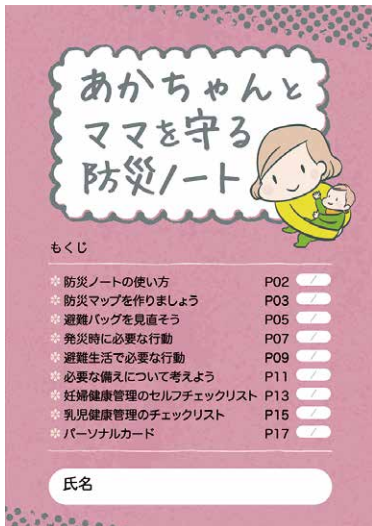 あかちゃんと
ママを守る
防災ノート
もくじ
✽防災ノートの使い方 P02 /
✽防災マップを作りましょう P03 /
✽避難バッグを見直そう P05 /
✽発災時に必要な行動 P07 /
✽避難生活で必要な行動 P09 /
✽必要な備えについて考えよう P11 /
✽妊婦健康管理のセルフチェックリスト P13 /
✽乳児健康管理のチェックリスト P15 /
✽パーソナルカード P17 /
氏名